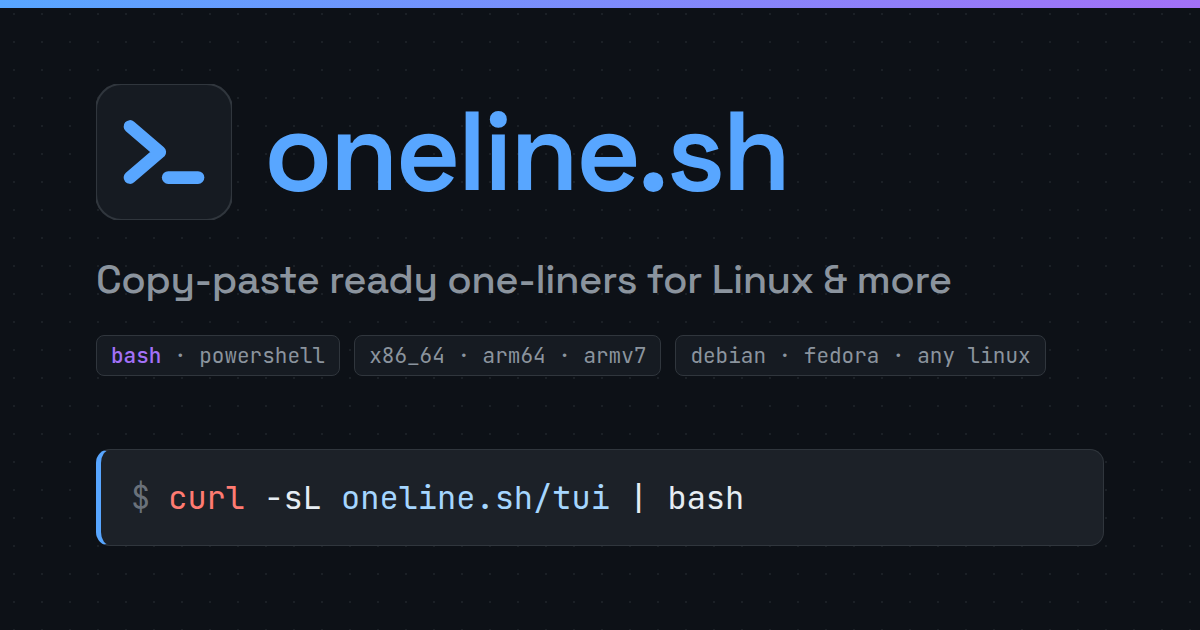 >_ oneline.sh
Copy-paste ready one-liners for Linux & more
bash · powershell x86_64 · arm64 · armv7 debian · fedora · any linux
$ curl -sL oneline.sh/tui | bash